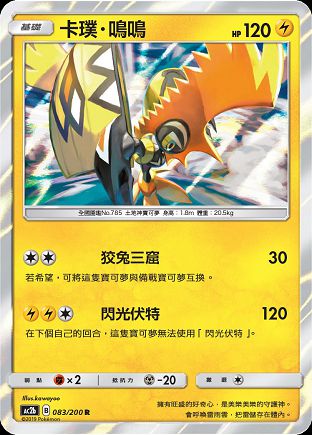 基礎 卡璞・鳴鳴 HP 120
全國圖鑑No.785 土地神寶可夢 身高:1.8m 體重:20.5kg
狡兔三窟 30
若希望,可將這隻寶可夢與備戰寶可夢互換。
閃光伏特 120
在下個自己的回合,這隻寶可夢無法使用「閃光伏特」。
弱點 ×2 抵抗力 -20 撤退
Illus.kawayoo
AC2b B 083/200 R
©2019 Pokémon
擁有旺盛的好奇心,是美樂美樂的守護神。
會呼喚雷雨雲,把雷儲存在體內。